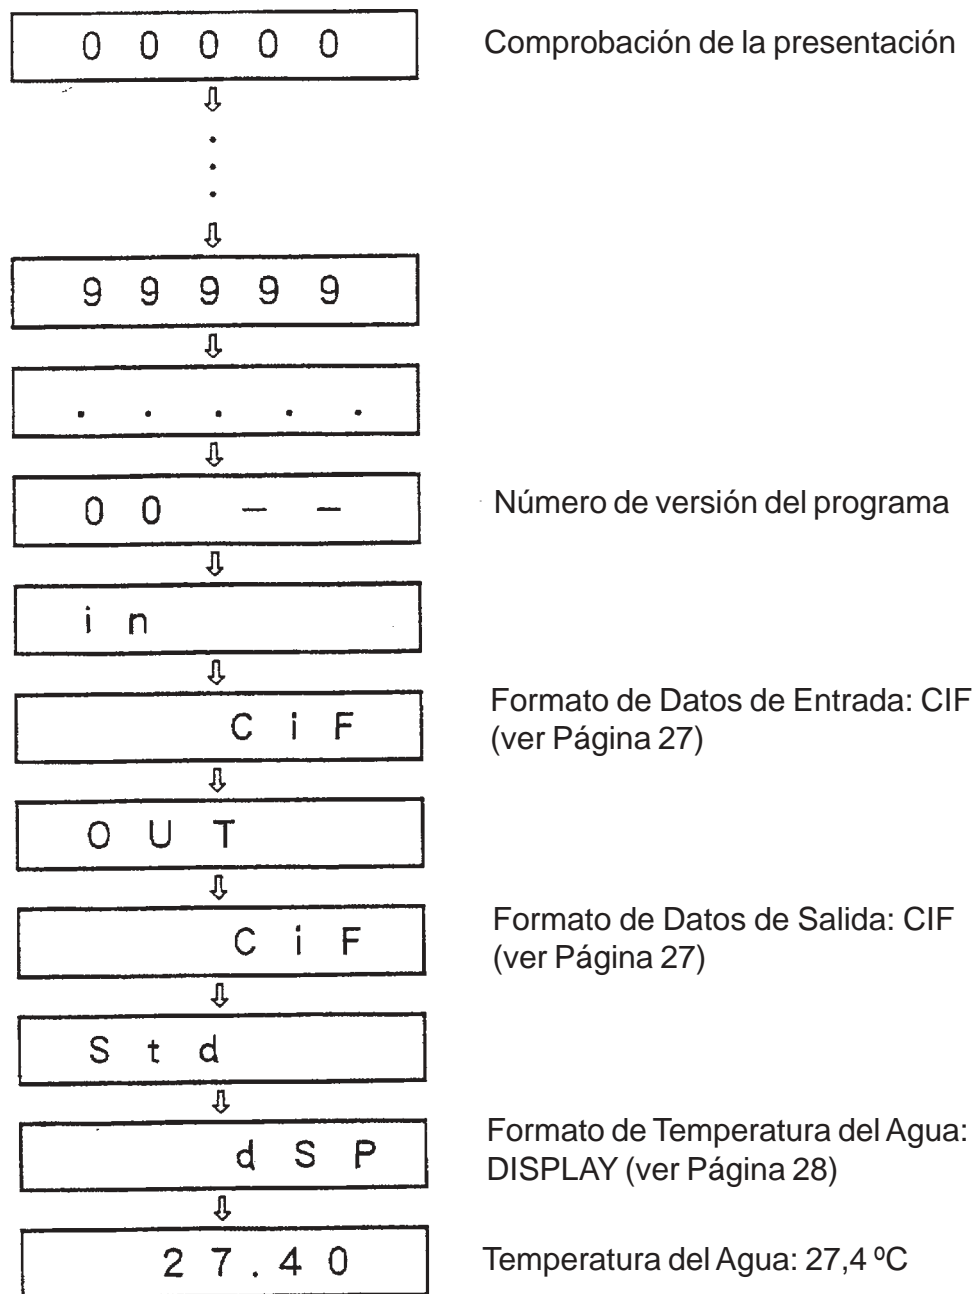 0 0 0 0 0 Comprobación de la presentación
⇩
.
.
.
⇩
9 9 9 9 9
⇩
. . . . .
⇩
0 0 – – Número de versión del programa
⇩
i n
⇩
C i F
Formato de Datos de Entrada: CIF
(ver Página 27)
⇩
O U T
⇩
C i F
Formato de Datos de Salida: CIF
(ver Página 27)
⇩
S t d
⇩
d S P
Formato de Temperatura del Agua:
DISPLAY (ver Página 28)
⇩
2 7 . 4 0 Temperatura del Agua: 27,4 ºC